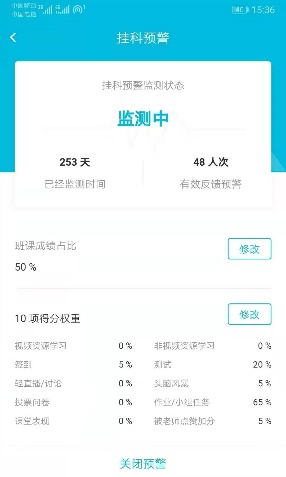 15:36
挂科预警
挂科预警监测状态
监测中
253 天
48 人次
已经监测时间
有效反馈预警
班课成绩占比
修改
50 %
10 项得分权重
修改
视频资源学习 0 % 非视频资源学习 0 %
签到 5 % 测试 20 %
轻直播/讨论 0 % 头脑风暴 5 %
投票问卷 0 % 作业/小组任务 65 %
课堂表现 0 % 被老师点赞加分 5 %
关闭预警